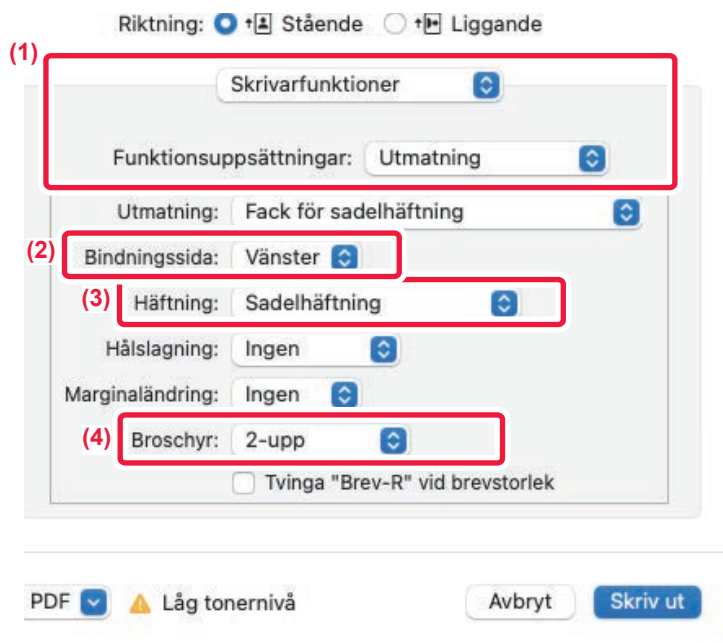 Riktning: Stående Liggande
(1)
Skrivarfunktioner
Funktionsuppsättningar: Utmatning
Utmatning: Fack för sadelhäftning
(2) Bindningssida: Vänster
(3) Häftning: Sadelhäftning
Hålslagning: Ingen
Marginaländring: Ingen
(4) Broschyr: 2-upp
Tvinga "Brev-R" vid brevstorlek
PDF Låg tonernivå Avbryt Skriv ut